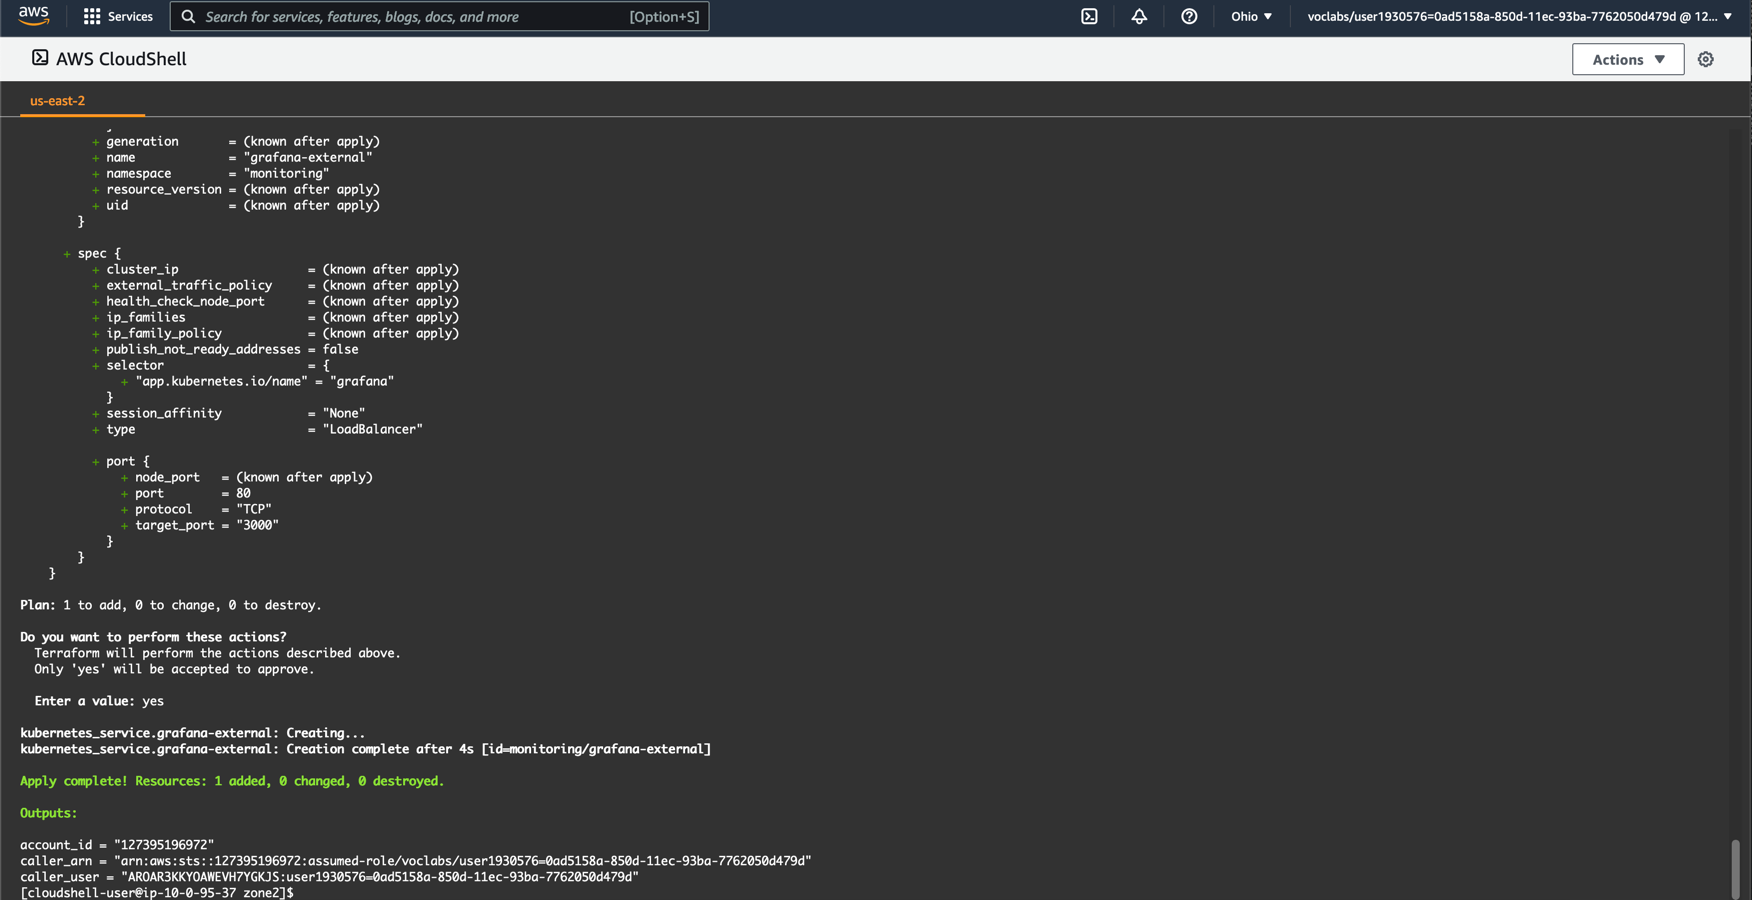 aws
Services
Search for services, features, blogs, docs, and more
[Option+S]
Ohio ▼
voclabs/user1930576=0ad5158a-850d-11ec-93ba-7762050d479d @ 12... ▼
AWS CloudShell
Actions ▼
us-east-2
}
+ generation       = (known after apply)
+ name             = "grafana-external"
+ namespace        = "monitoring"
+ resource_version = (known after apply)
+ uid              = (known after apply)
}
+ spec {
+ cluster_ip                  = (known after apply)
+ external_traffic_policy     = (known after apply)
+ health_check_node_port      = (known after apply)
+ ip_families                 = (known after apply)
+ ip_family_policy            = (known after apply)
+ publish_not_ready_addresses = false
+ selector                    = {
+ "app.kubernetes.io/name" = "grafana"
}
+ session_affinity            = "None"
+ type                        = "LoadBalancer"
+ port {
+ node_port   = (known after apply)
+ port        = 80
+ protocol    = "TCP"
+ target_port = "3000"
}
}
}
Plan: 1 to add, 0 to change, 0 to destroy.
Do you want to perform these actions?
Terraform will perform the actions described above.
Only 'yes' will be accepted to approve.
Enter a value: yes
kubernetes_service.grafana-external: Creating...
kubernetes_service.grafana-external: Creation complete after 4s [id=monitoring/grafana-external]
Apply complete! Resources: 1 added, 0 changed, 0 destroyed.
Outputs:
account_id = "127395196972"
caller_arn = "arn:aws:sts::127395196972:assumed-role/voclabs/user1930576=0ad5158a-850d-11ec-93ba-7762050d479d"
caller_user = "AROAR3KKYOAWEVH7YGKJS:user1930576=0ad5158a-850d-11ec-93ba-7762050d479d"
[cloudshell-user@ip-10-0-95-37 zone2]$